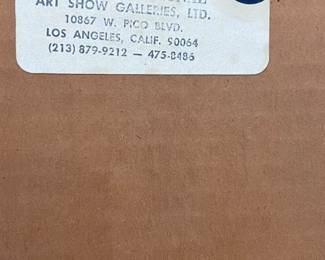 ART SHOW GALLERIES, LTD.
10867 W. PICO BLVD.
LOS ANGELES, CALIF. 90064
(213) 879-9212 — 475-8486